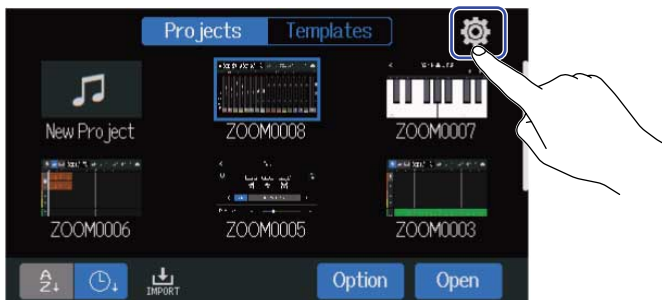 Projects Templates
New Project ZOOM0008 ZOOM0007
ZOOM0006 ZOOM0005 ZOOM0003
A Z↓ IMPORT Option Open